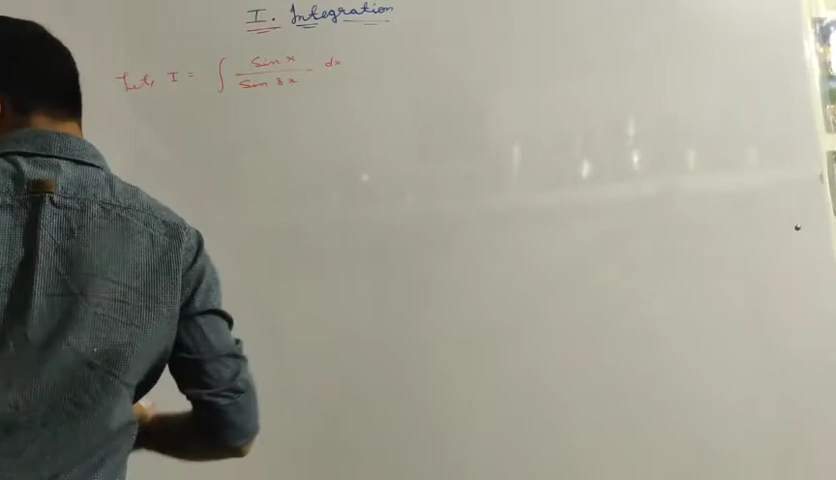 I. Integration
Let, I = ∫ sin x / sin 3x dx